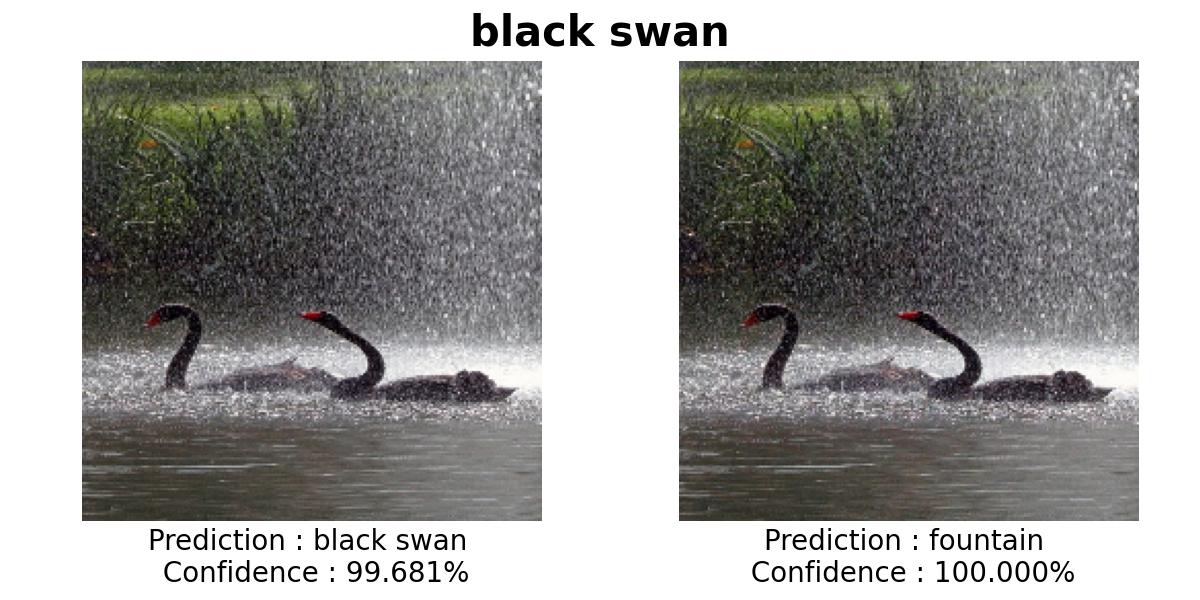 black swan
Prediction : black swan
Confidence : 99.681%
Prediction : fountain
Confidence : 100.000%